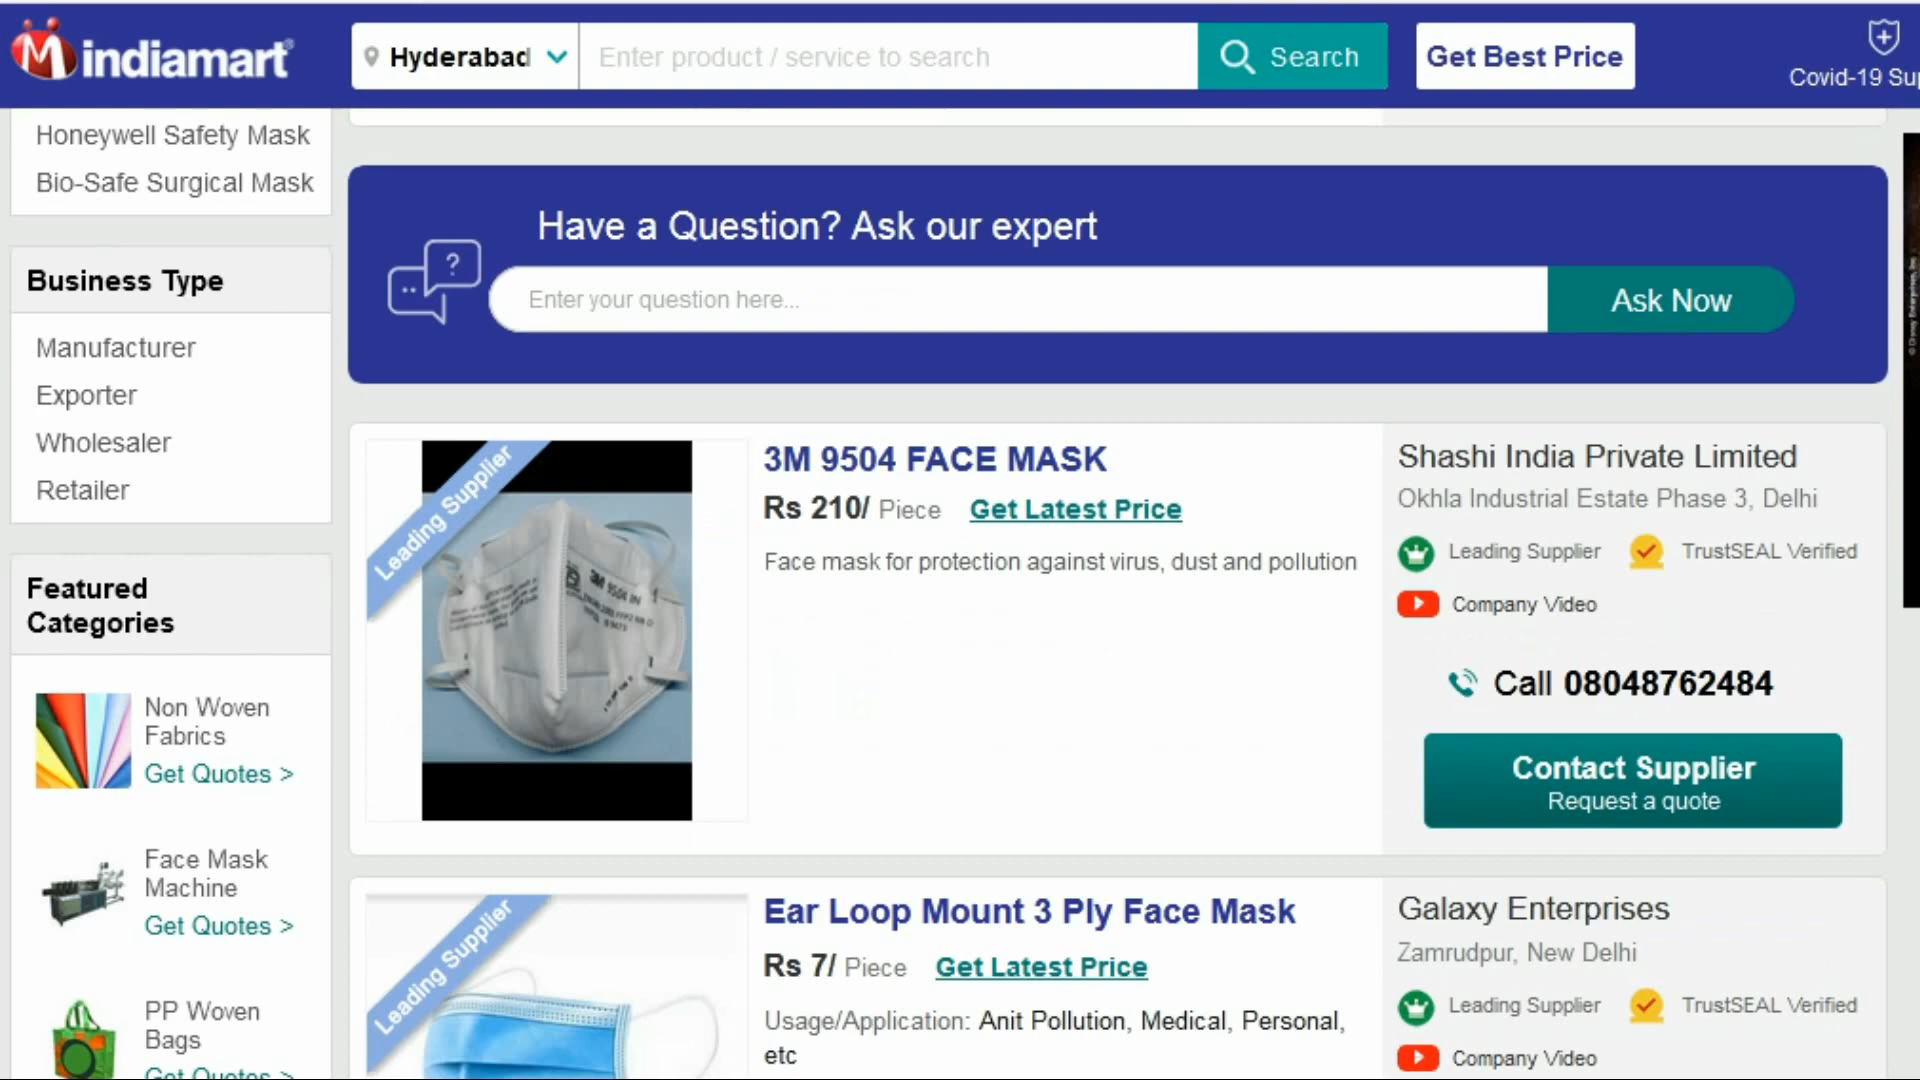 indiamart
Hyderabad
Enter product / service to search
Search
Get Best Price
Covid-19
Honeywell Safety Mask
Bio-Safe Surgical Mask
Have a Question? Ask our expert
Enter your question here...
Ask Now
Business Type
Manufacturer
Exporter
Wholesaler
Retailer
Featured
Categories
Non Woven
Fabrics
Get Quotes >
Face Mask
Machine
Get Quotes >
PP Woven
Bags
Get Quotes >
Leading Supplier
3M 9504 IN
3M 9504 FACE MASK
Rs 210/ Piece Get Latest Price
Face mask for protection against virus, dust and pollution
Shashi India Private Limited
Okhla Industrial Estate Phase 3, Delhi
Leading Supplier TrustSEAL Verified
Company Video
Call 08048762484
Contact Supplier
Request a quote
Leading Supplier
Ear Loop Mount 3 Ply Face Mask
Rs 7/ Piece Get Latest Price
Usage/Application: Anit Pollution, Medical, Personal,
etc
Galaxy Enterprises
Zamrudpur, New Delhi
Leading Supplier TrustSEAL Verified
Company Video